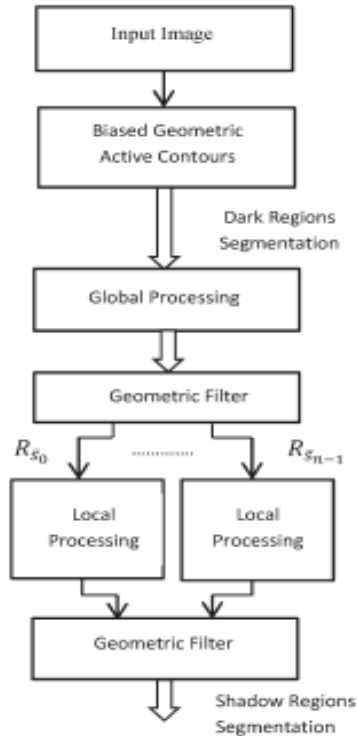 Input Image
Biased Geometric
Active Contours
Dark Regions
Segmentation
Global Processing
Geometric Filter
R_{s_0} .............. R_{s_{n-1}}
Local
Processing
Local
Processing
Geometric Filter
Shadow Regions
Segmentation